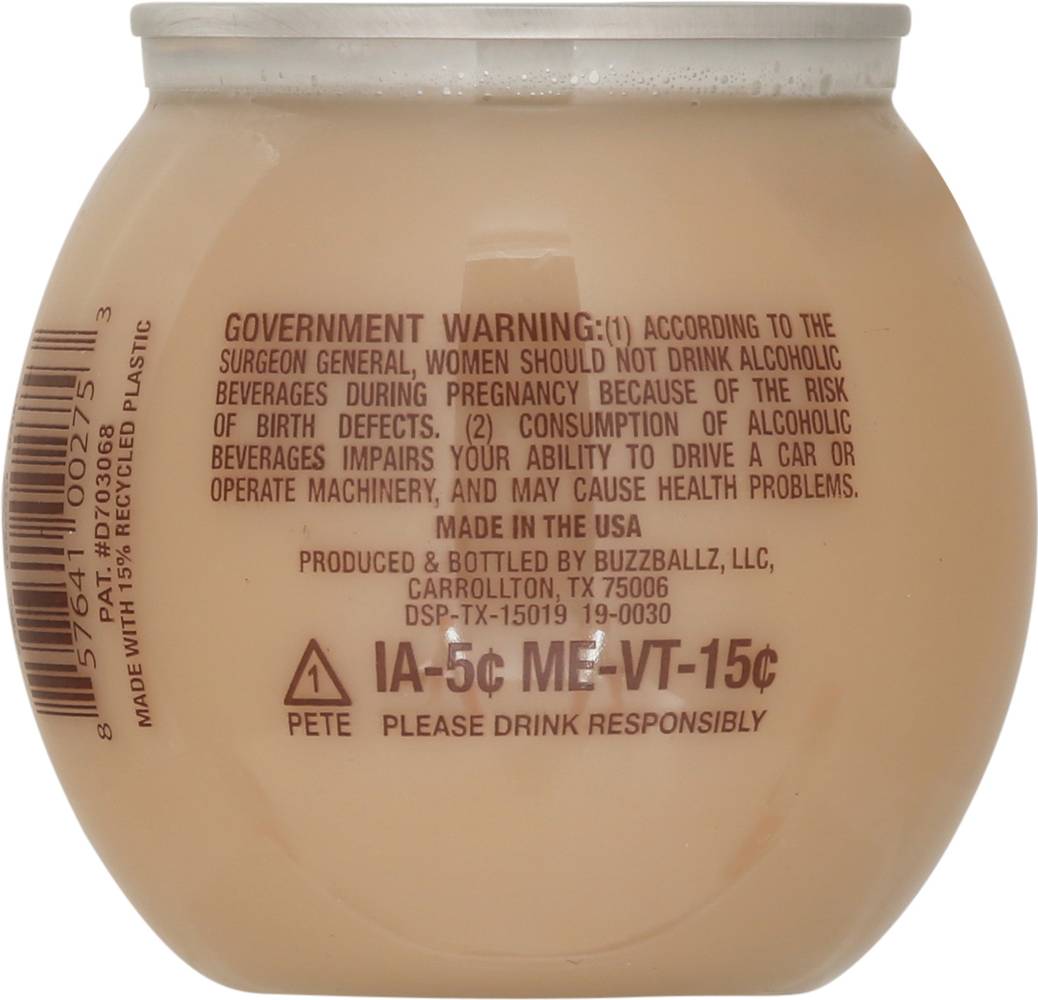 GOVERNMENT WARNING:(1) ACCORDING TO THE
SURGEON GENERAL, WOMEN SHOULD NOT DRINK ALCOHOLIC
BEVERAGES DURING PREGNANCY BECAUSE OF THE RISK
OF BIRTH DEFECTS. (2) CONSUMPTION OF ALCOHOLIC
BEVERAGES IMPAIRS YOUR ABILITY TO DRIVE A CAR OR
OPERATE MACHINERY, AND MAY CAUSE HEALTH PROBLEMS.
MADE IN THE USA
PRODUCED & BOTTLED BY BUZZBALLZ, LLC,
CARROLLTON, TX 75006
DSP-TX-15019 19-0030
1 IA-5¢ ME-VT-15¢
PETE PLEASE DRINK RESPONSIBLY
8 57641 00275 3
PAT. #D703068
MADE WITH 15% RECYCLED PLASTIC